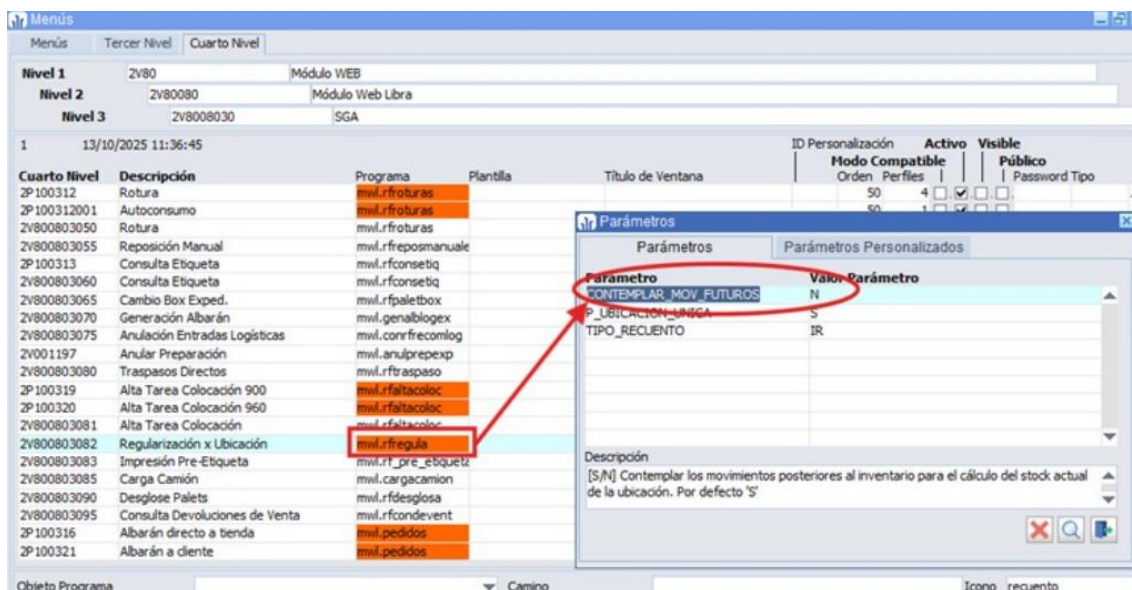 Menús
Menús Tercer Nivel Cuarto Nivel
Nivel 1 2V80 Módulo WEB
Nivel 2 2V80080 Módulo Web Libra
Nivel 3 2V8008030 SGA
1 13/10/2025 11:36:45 ID Personalización Activo Visible
Modo Compatible Público
Orden Perfiles Password Tipo
Cuarto Nivel Descripción Programa Plantilla Título de Ventana
2P100312 Rotura mwl.rfroturas 50 4
2P100312001 Autoconsumo mwl.rfroturas 50 1
2V800803050 Rotura mwl.rfroturas
2V800803055 Reposición Manual mwl.rfreposmanuale
2P100313 Consulta Etiqueta mwl.rfconsetiq
2V800803060 Consulta Etiqueta mwl.rfconsetiq
2V800803065 Cambio Box Exped. mwl.rfpaletbox
2V800803070 Generación Albarán mwl.genalblogex
2V800803075 Anulación Entradas Logísticas mwl.conrfrecomlog
2V001197 Anular Preparación mwl.anulprepexp
2V800803080 Traspasos Directos mwl.rftraspaso
2P100319 Alta Tarea Colocación 900 mwl.rfaltacoloc
2P100320 Alta Tarea Colocación 960 mwl.rfaltacoloc
2V800803081 Alta Tarea Colocación mwl.rfaltacoloc
2V800803082 Regularización x Ubicación mwl.rfregula
2V800803083 Impresión Pre-Etiqueta mwl.rf_pre_etiqueta
2V800803085 Carga Camión mwl.cargacamion
2V800803090 Desglose Palets mwl.rfdesglosa
2V800803095 Consulta Devoluciones de Venta mwl.rfcondevent
2P100316 Albarán directo a tienda mwl.pedidos
2P100321 Albarán a cliente mwl.pedidos
Objeto Programa Camino Icono recuento
Parámetros
Parámetros Parámetros Personalizados
Parámetro Valor Parámetro
CONTEMPLAR_MOV_FUTUROS N
P_UBICACION_UNICA S
TIPO_RECUENTO IR
Descripción
[S/N] Contemplar los movimientos posteriores al inventario para el cálculo del stock actual
de la ubicación. Por defecto 'S'